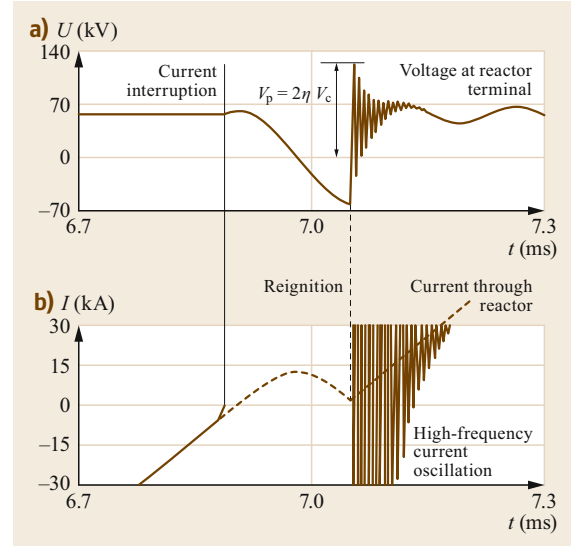 a) U (kV)
140
70
0
–70
Current
interruption
V_p = 2η V_c
Voltage at reactor
terminal
6.7
7.0
7.3
t (ms)
Reignition
b) I (kA)
30
15
0
–15
–30
Current through
reactor
High-frequency
current
oscillation
6.7
7.0
7.3
t (ms)